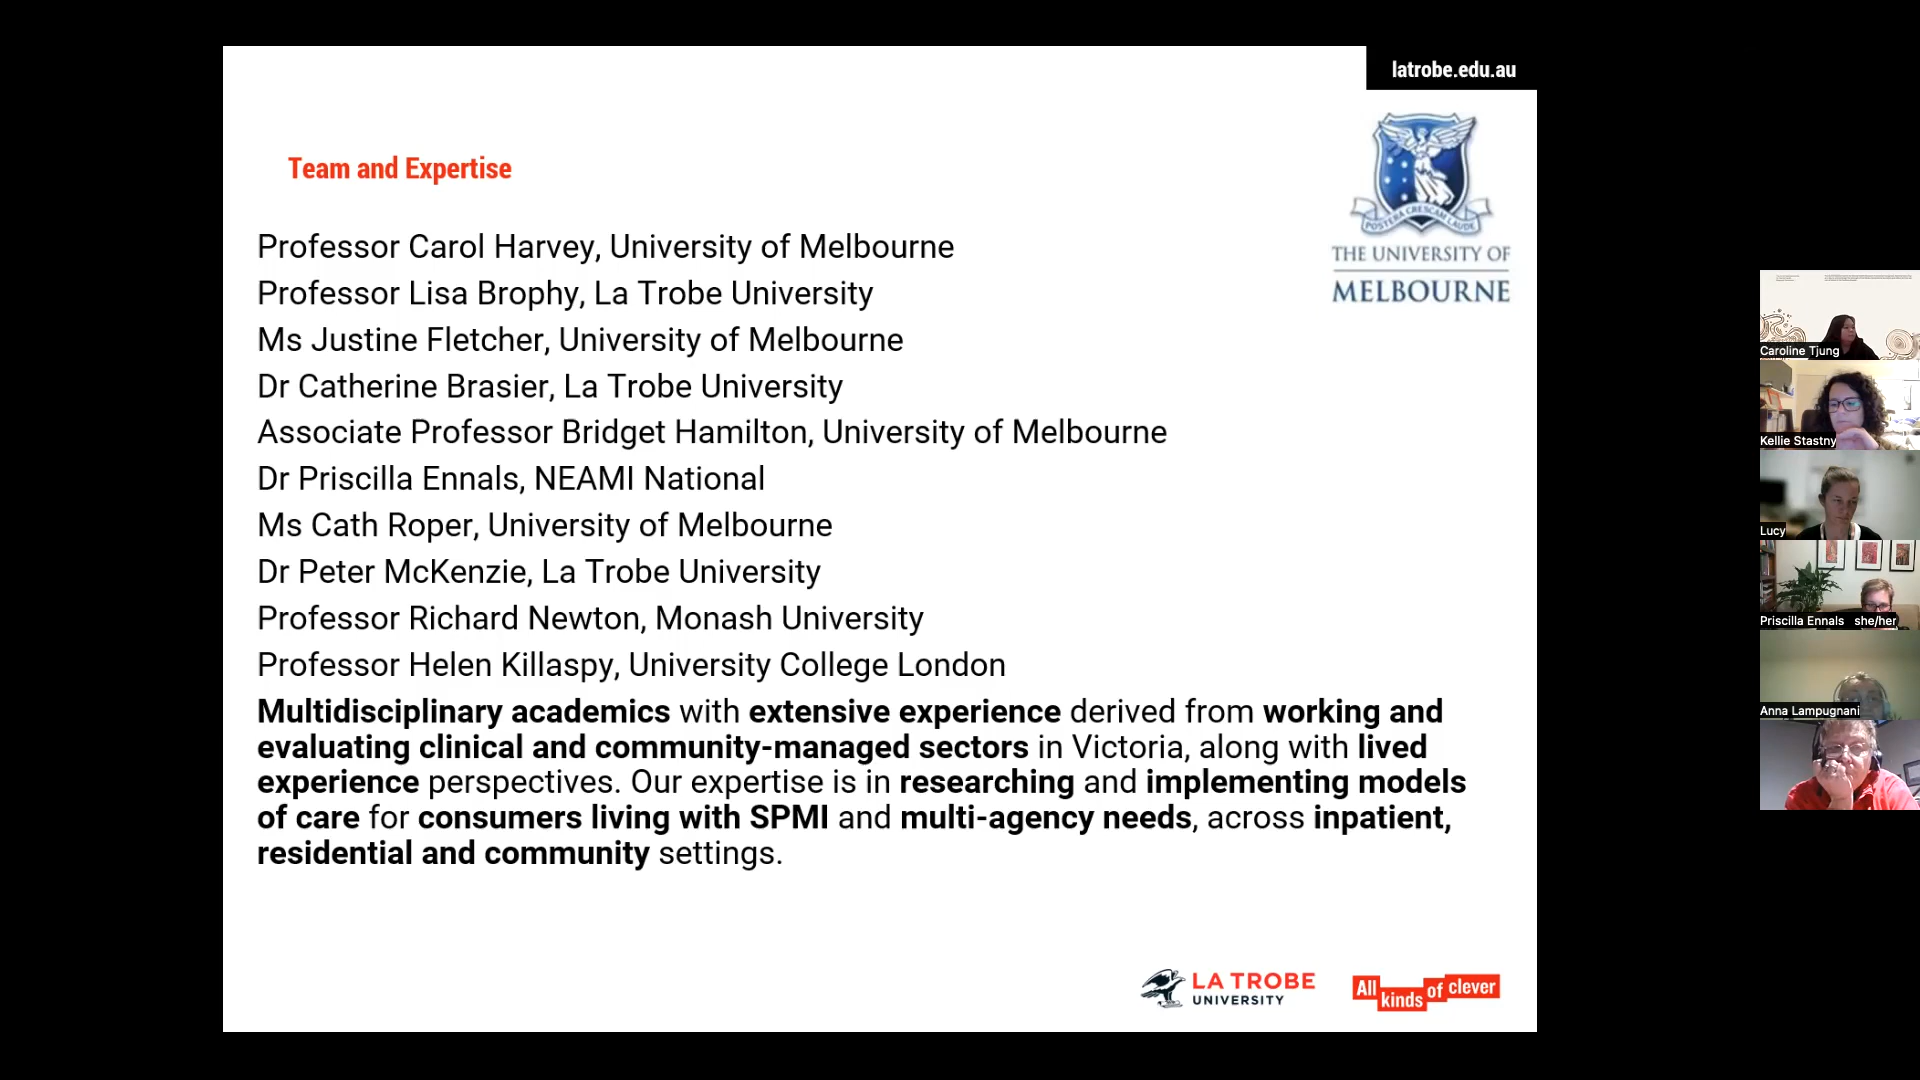 latrobe.edu.au
Team and Expertise
POSTERA CRESCAM LAUDE
THE UNIVERSITY OF
MELBOURNE
Professor Carol Harvey, University of Melbourne
Professor Lisa Brophy, La Trobe University
Ms Justine Fletcher, University of Melbourne
Dr Catherine Brasier, La Trobe University
Associate Professor Bridget Hamilton, University of Melbourne
Dr Priscilla Ennals, NEAMI National
Ms Cath Roper, University of Melbourne
Dr Peter McKenzie, La Trobe University
Professor Richard Newton, Monash University
Professor Helen Killaspy, University College London
Multidisciplinary academics with extensive experience derived from working and
evaluating clinical and community-managed sectors in Victoria, along with lived
experience perspectives. Our expertise is in researching and implementing models
of care for consumers living with SPMI and multi-agency needs, across inpatient,
residential and community settings.
LA TROBE
UNIVERSITY
All kinds of clever
Caroline Tjung
Kellie Stastny
Lucy
Priscilla Ennals she/her
Anna Lampugnani